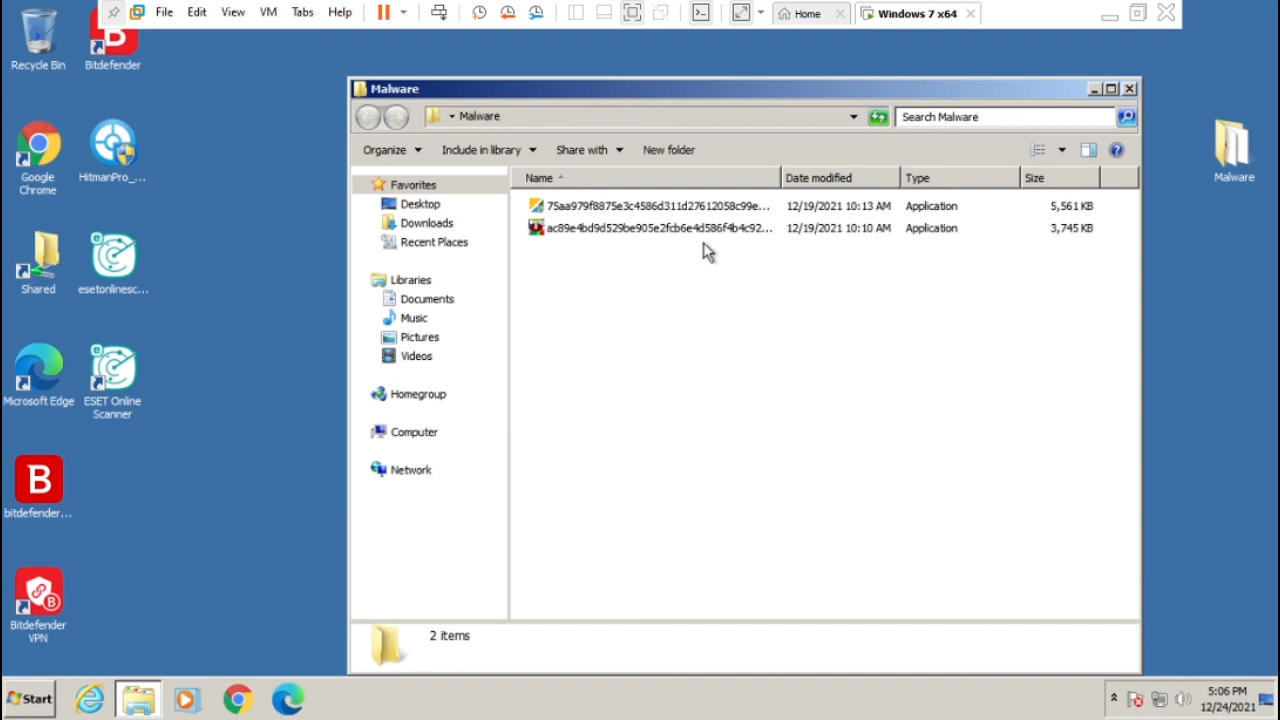 File Edit View VM Tabs Help
Home
Windows 7 x64
Recycle Bin
Bitdefender
Google Chrome
HitmanPro_...
Shared
esetonlinesc...
Microsoft Edge
ESET Online Scanner
bitdefender...
Bitdefender VPN
Malware
Malware
Malware
Search Malware
Organize Include in library Share with New folder
Name Date modified Type Size
75aa979f8875e3c4586d311d27612058c99e... 12/19/2021 10:13 AM Application 5,561 KB
ac89e4bd9d529be905e2fcb6e4d586f4b4c92... 12/19/2021 10:10 AM Application 3,745 KB
Favorites
Desktop
Downloads
Recent Places
Libraries
Documents
Music
Pictures
Videos
Homegroup
Computer
Network
2 items
Start
5:06 PM
12/24/2021